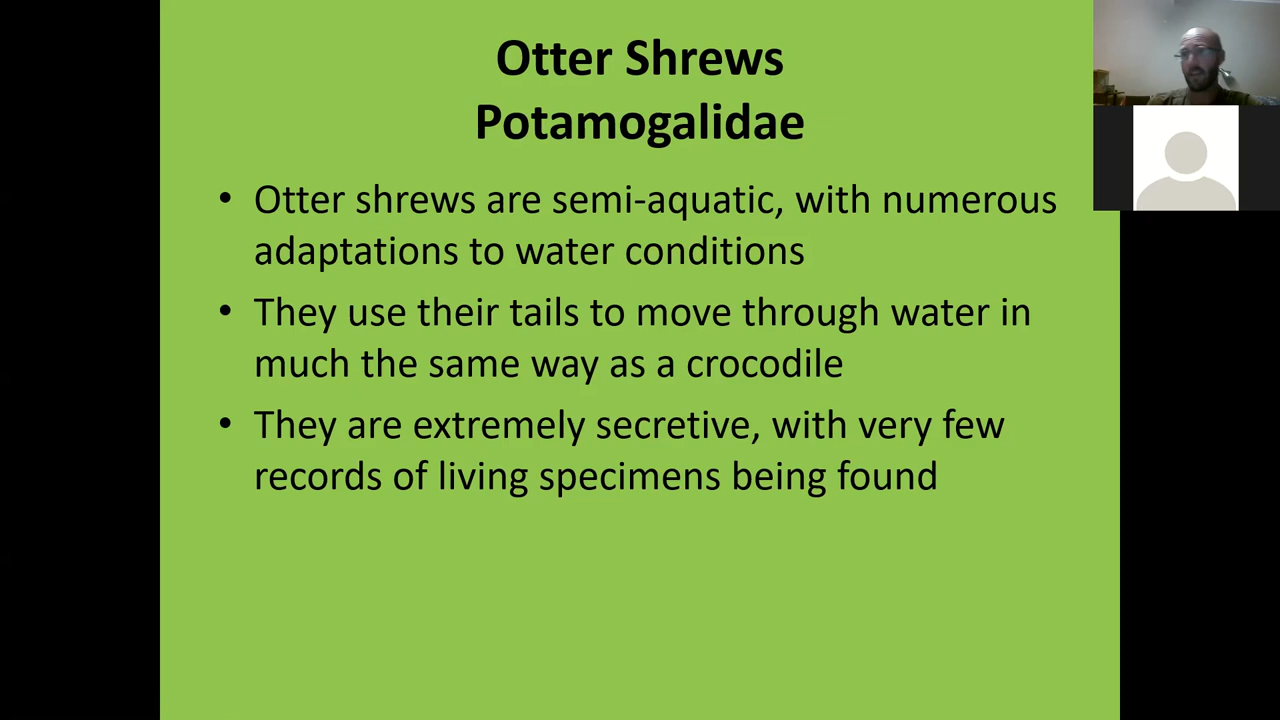 Otter Shrews
Potamogalidae
• Otter shrews are semi-aquatic, with numerous
adaptations to water conditions
• They use their tails to move through water in
much the same way as a crocodile
• They are extremely secretive, with very few
records of living specimens being found